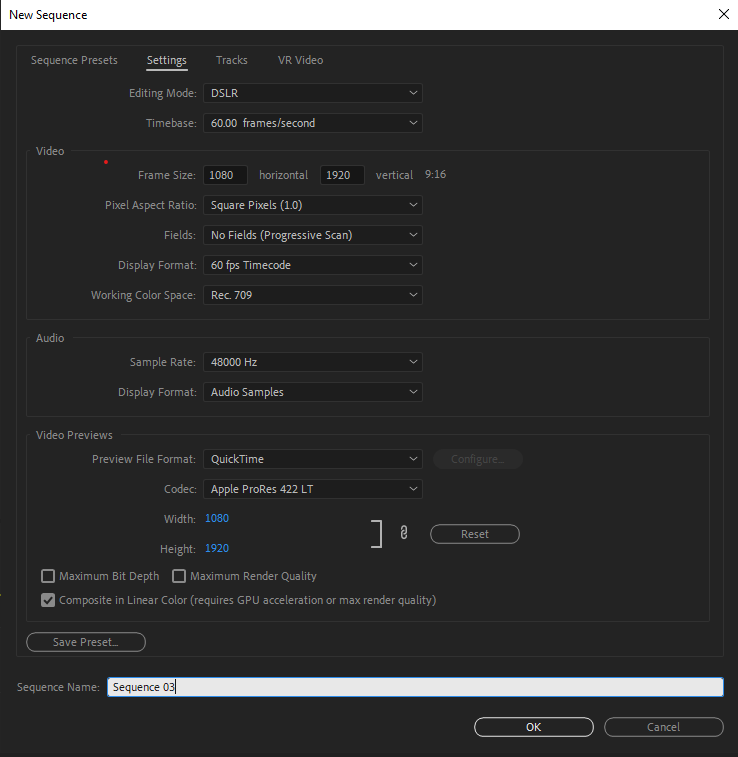 New Sequence
Sequence Presets Settings Tracks VR Video
Editing Mode: DSLR
Timebase: 60.00 frames/second
Video
Frame Size: 1080 horizontal 1920 vertical 9:16
Pixel Aspect Ratio: Square Pixels (1.0)
Fields: No Fields (Progressive Scan)
Display Format: 60 fps Timecode
Working Color Space: Rec. 709
Audio
Sample Rate: 48000 Hz
Display Format: Audio Samples
Video Previews
Preview File Format: QuickTime Configure...
Codec: Apple ProRes 422 LT
Width: 1080
Height: 1920
Reset
Maximum Bit Depth Maximum Render Quality
Composite in Linear Color (requires GPU acceleration or max render quality)
Save Preset...
Sequence Name: Sequence 03
OK Cancel